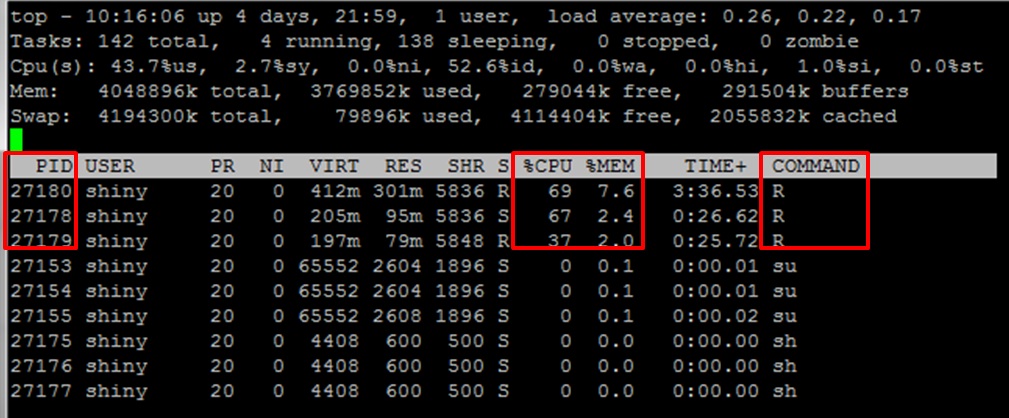 top - 10:16:06 up 4 days, 21:59,  1 user,  load average: 0.26, 0.22, 0.17
Tasks: 142 total,   4 running, 138 sleeping,   0 stopped,   0 zombie
Cpu(s): 43.7%us,  2.7%sy,  0.0%ni, 52.6%id,  0.0%wa,  0.0%hi,  1.0%si,  0.0%st
Mem:   4048896k total,  3769852k used,   279044k free,   291504k buffers
Swap:  4194300k total,    79896k used,  4114404k free,  2055832k cached
PID USER      PR  NI  VIRT  RES  SHR S %CPU %MEM    TIME+  COMMAND
27180 shiny     20   0  412m 301m 5836 R   69  7.6   3:36.53 R
27178 shiny     20   0  205m  95m 5836 S   67  2.4   0:26.62 R
27179 shiny     20   0  197m  79m 5848 R   37  2.0   0:25.72 R
27153 shiny     20   0 65552 2604 1896 S    0  0.1   0:00.01 su
27154 shiny     20   0 65552 2604 1896 S    0  0.1   0:00.01 su
27155 shiny     20   0 65552 2608 1896 S    0  0.1   0:00.02 su
27175 shiny     20   0  4408  600  500 S    0  0.0   0:00.00 sh
27176 shiny     20   0  4408  600  500 S    0  0.0   0:00.00 sh
27177 shiny     20   0  4408  600  500 S    0  0.0   0:00.00 sh